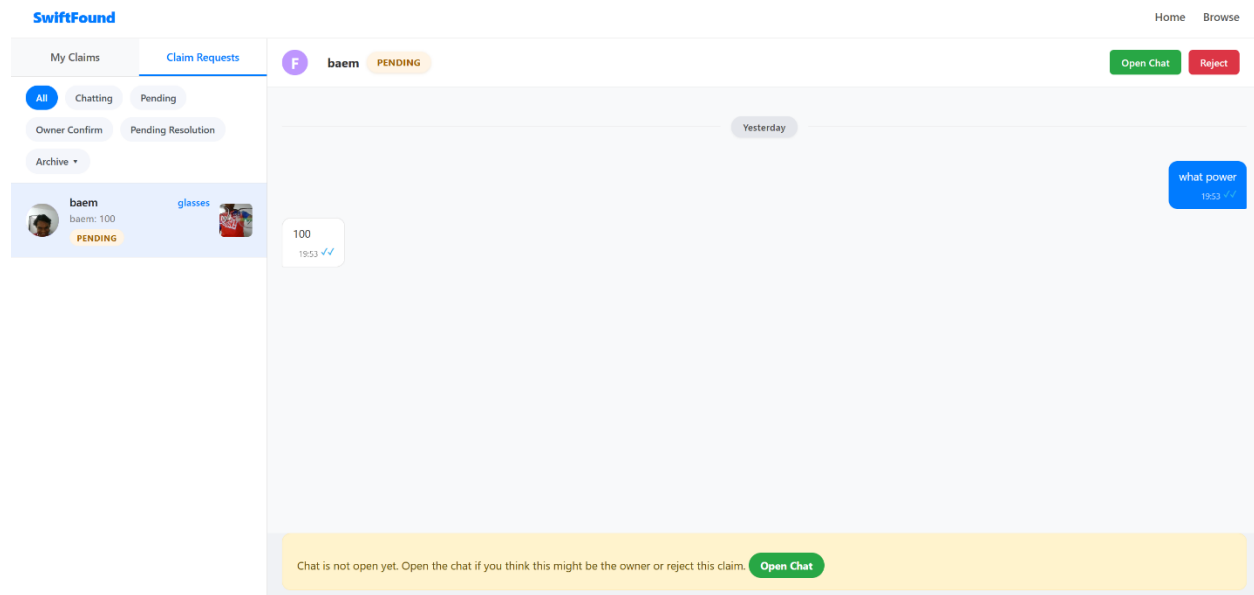 SwiftFound
Home Browse
My Claims Claim Requests
F baem PENDING Open Chat Reject
All Chatting Pending
Owner Confirm Pending Resolution
Archive ▾
baem glasses
baem: 100
PENDING
Yesterday
what power
19:53 ✓✓
100
19:53 ✓✓
Chat is not open yet. Open the chat if you think this might be the owner or reject this claim. Open Chat